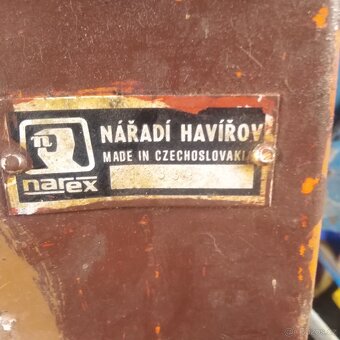 NÁŘADÍ HAVÍŘOV
MADE IN CZECHOSLOVAKIA
narex